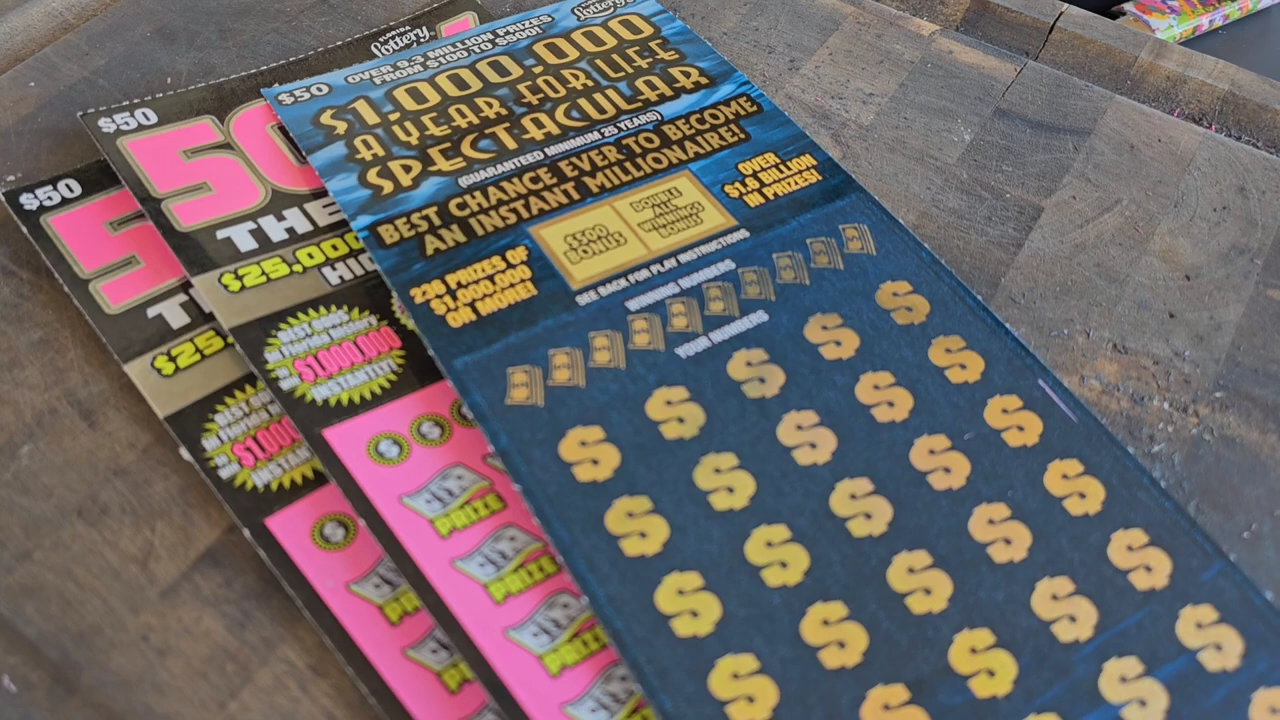 FLORIDA
Lottery
$50
50
THE
$25,000
HIG
BEST ODDS
$1,000,000
INSTANTLY!
PRIZE
PRIZE
PRIZE
PRIZE
$50
5
T
$25
BEST
$1,000
INSTANT
Lottery
$50
OVER 9.3 MILLION PRIZES
FROM $100 TO $500!
$1,000,000
A YEAR FOR LIFE
SPECTACULAR
(GUARANTEED MINIMUM 25 YEARS)
BEST CHANCE EVER TO BECOME
AN INSTANT MILLIONAIRE!
OVER
$1.6 BILLION
IN PRIZES!
$500
BONUS
DOUBLE
ALL
WINNINGS
BONUS
238 PRIZES OF
$1,000,000
OR MORE!
SEE BACK FOR PLAY INSTRUCTIONS
WINNING NUMBERS
YOUR NUMBERS